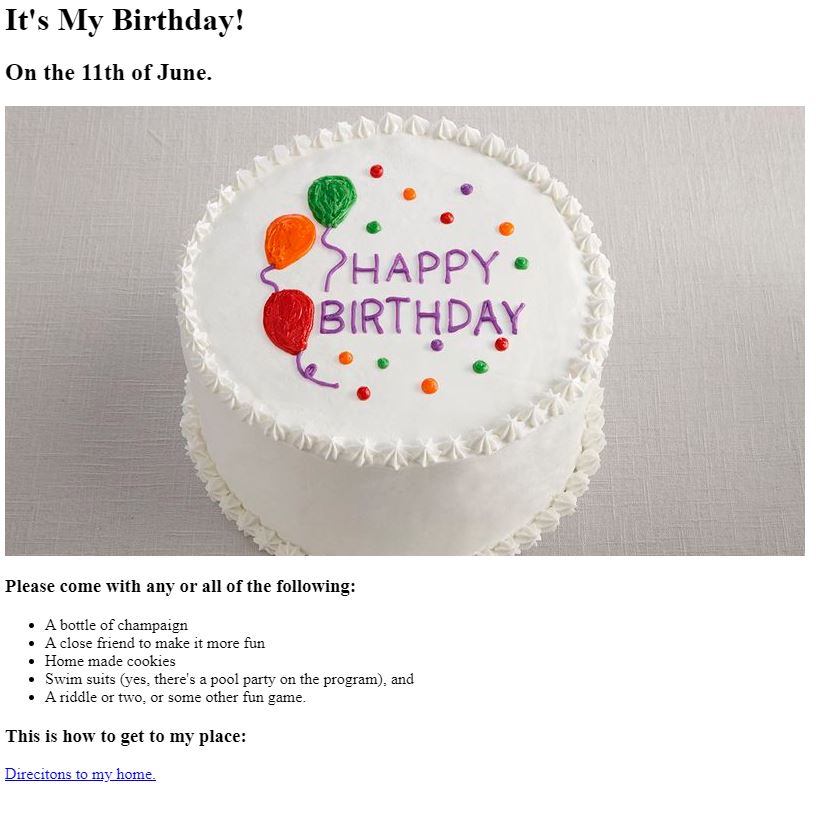 It's My Birthday!
On the 11th of June.
HAPPY
BIRTHDAY
Please come with any or all of the following:
• A bottle of champaign
• A close friend to make it more fun
• Home made cookies
• Swim suits (yes, there's a pool party on the program), and
• A riddle or two, or some other fun game.
This is how to get to my place:
Direcitons to my home.